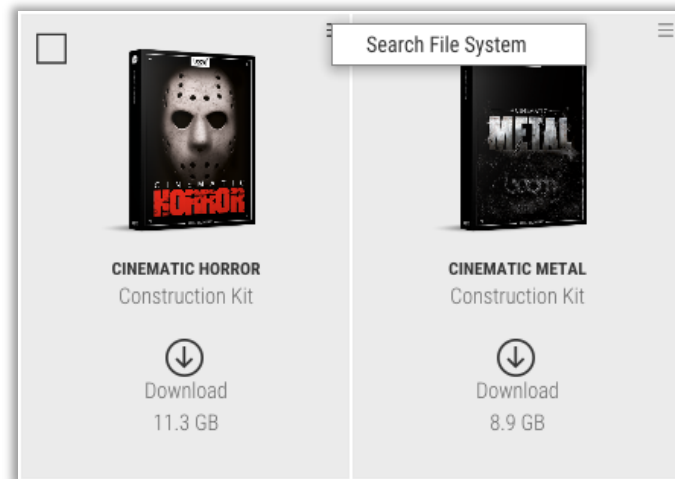 Search File System
CINEMATIC
HORROR
CINEMATIC
METAL
CINEMATIC HORROR
Construction Kit
Download
11.3 GB
CINEMATIC METAL
Construction Kit
Download
8.9 GB